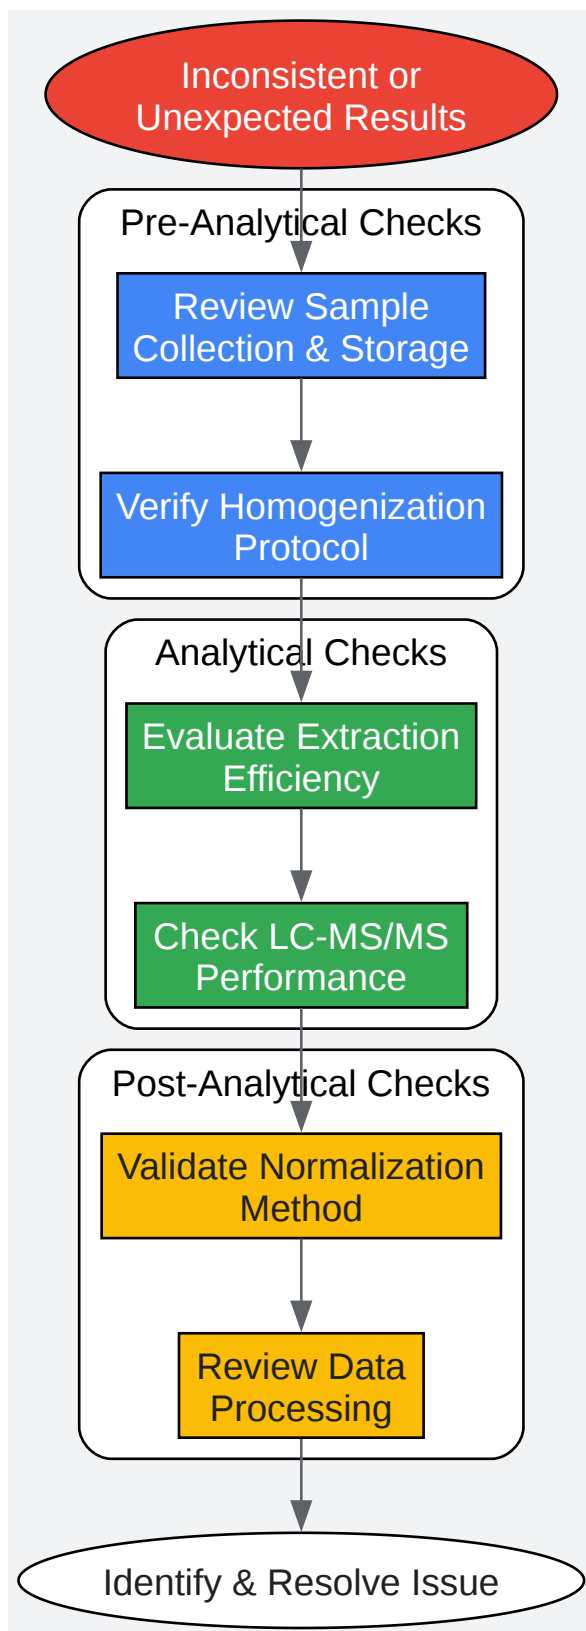 Inconsistent or
Unexpected Results
Pre-Analytical Checks
Review Sample
Collection & Storage
Verify Homogenization
Protocol
Analytical Checks
Evaluate Extraction
Efficiency
Check LC-MS/MS
Performance
Post-Analytical Checks
Validate Normalization
Method
Review Data
Processing
Identify & Resolve Issue